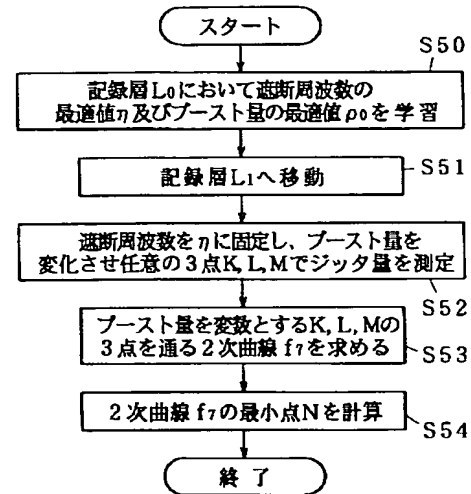 スタート
S50
記録層L0において遮断周波数の
最適値η及びブースト量の最適値ρ0を学習
S51
記録層L1へ移動
遮断周波数をηに固定し、ブースト量を
変化させ任意の3点K, L, Mでジッタ量を測定
S52
ブースト量を変数とするK, L, Mの
3点を通る2次曲線f7を求める
S53
2次曲線f7の最小点Nを計算
S54
終了